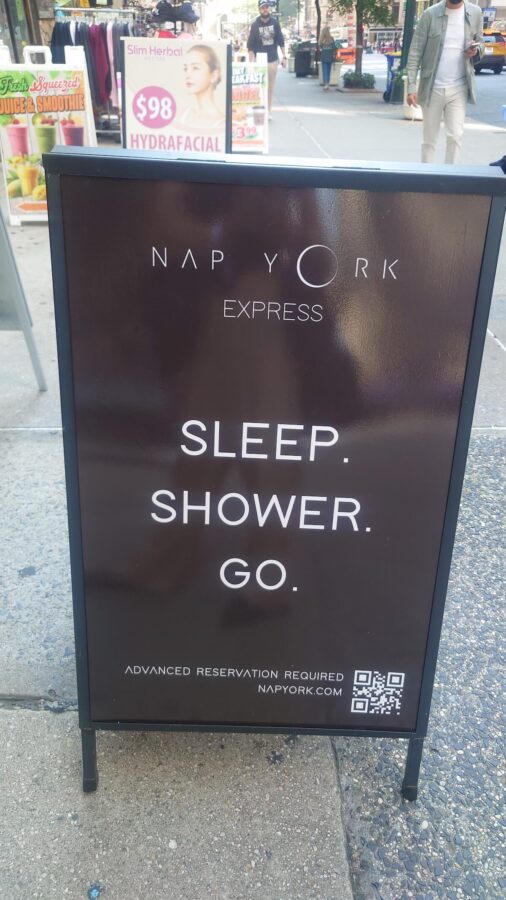 Fresh Squeezed
JUICE & SMOOTHIE
Slim Herbal
$98
HYDRAFACIAL
NAP YORK
EXPRESS
SLEEP.
SHOWER.
GO.
ADVANCED RESERVATION REQUIRED
NAPYORK.COM